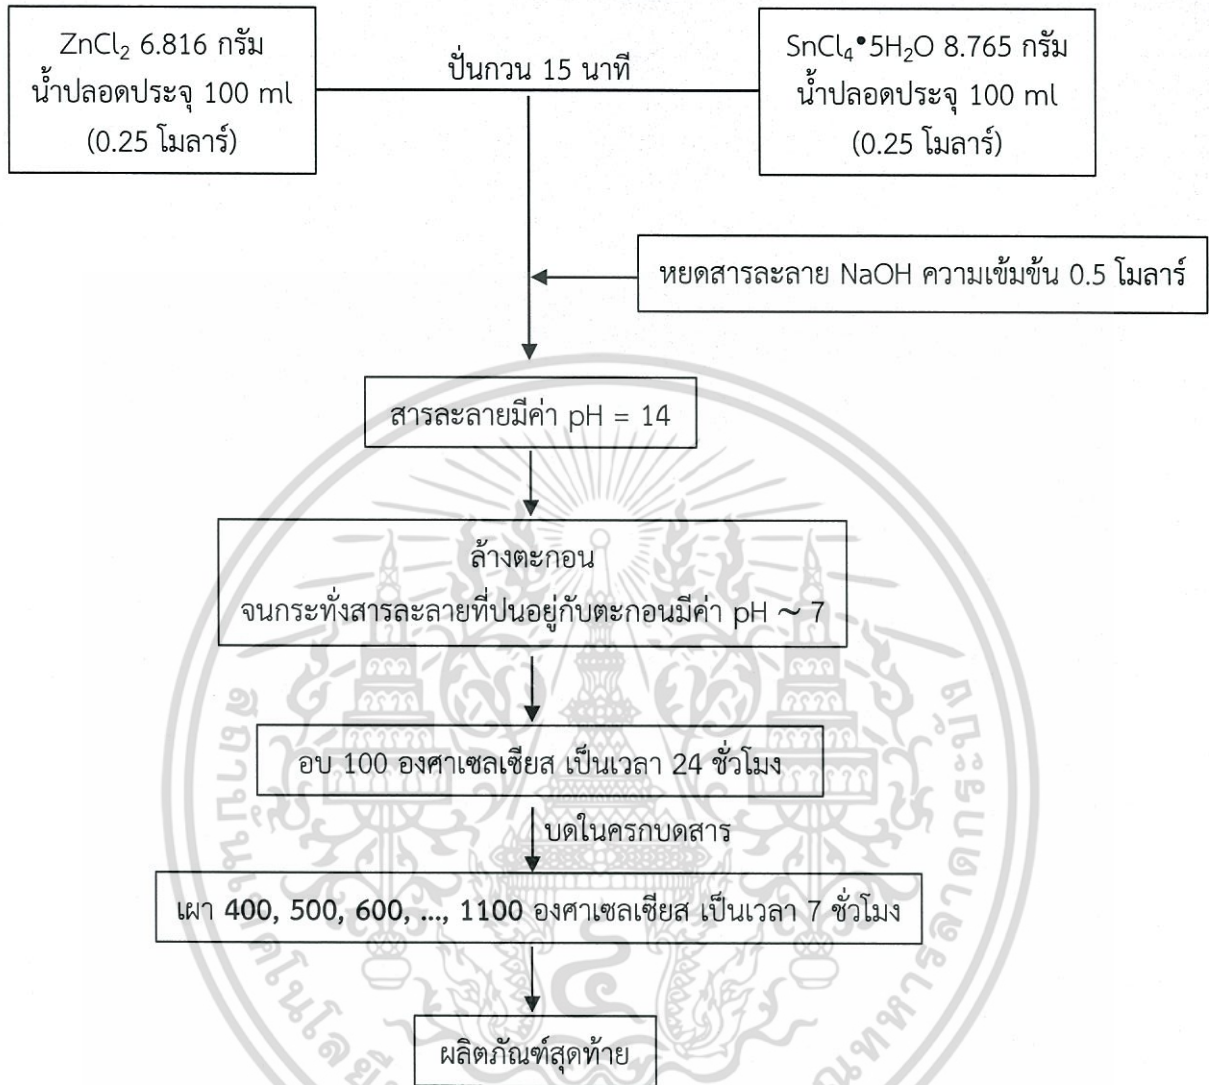 ZnCl₂ 6.816 กรัม
น้ำปลอดประจุ 100 ml
(0.25 โมลาร์)
ปั่นกวน 15 นาที
SnCl₄•5H₂O 8.765 กรัม
น้ำปลอดประจุ 100 ml
(0.25 โมลาร์)
หยดสารละลาย NaOH ความเข้มข้น 0.5 โมลาร์
สารละลายมีค่า pH = 14
ล้างตะกอน
จนกระทั่งสารละลายที่ปนอยู่กับตะกอนมีค่า pH ~ 7
อบ 100 องศาเซลเซียส เป็นเวลา 24 ชั่วโมง
บดในครกบดสาร
เผา 400, 500, 600, ..., 1100 องศาเซลเซียส เป็นเวลา 7 ชั่วโมง
ผลิตภัณฑ์สุดท้าย